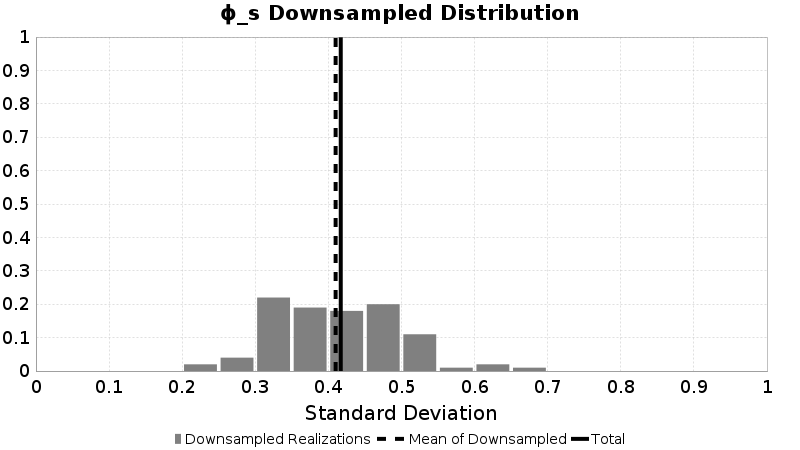 ϕ_s Downsampled Distribution
1
0.9
0.8
0.7
0.6
0.5
0.4
0.3
0.2
0.1
0
0 0.1 0.2 0.3 0.4 0.5 0.6 0.7 0.8 0.9 1
Standard Deviation
Downsampled Realizations Mean of Downsampled Total